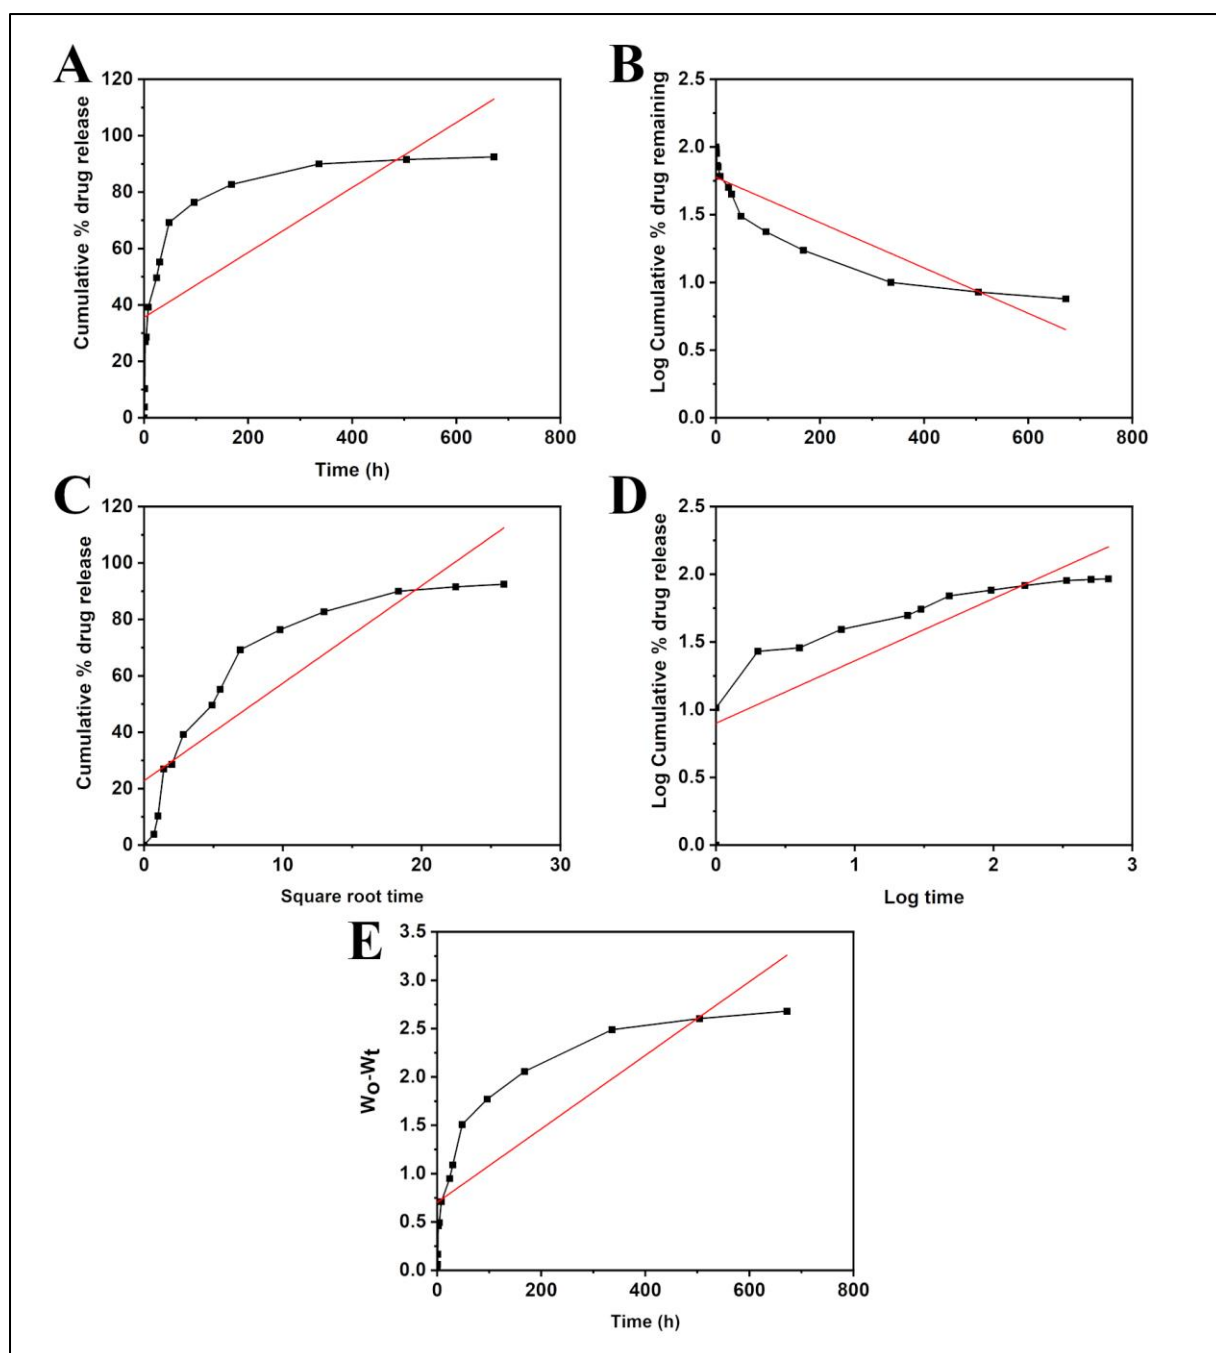 A
B
Cumulative % drug release
120
100
80
60
40
20
0
0 200 400 600 800
Time (h)
Log Cumulative % drug remaining
2.5
2.0
1.5
1.0
0.5
0.0
0 200 400 600 800
C
D
Cumulative % drug release
120
100
80
60
40
20
0
0 10 20 30
Square root time
Log Cumulative % drug release
2.5
2.0
1.5
1.0
0.5
0.0
0 1 2 3
Log time
E
Wo-Wt
3.5
3.0
2.5
2.0
1.5
1.0
0.5
0.0
0 200 400 600 800
Time (h)